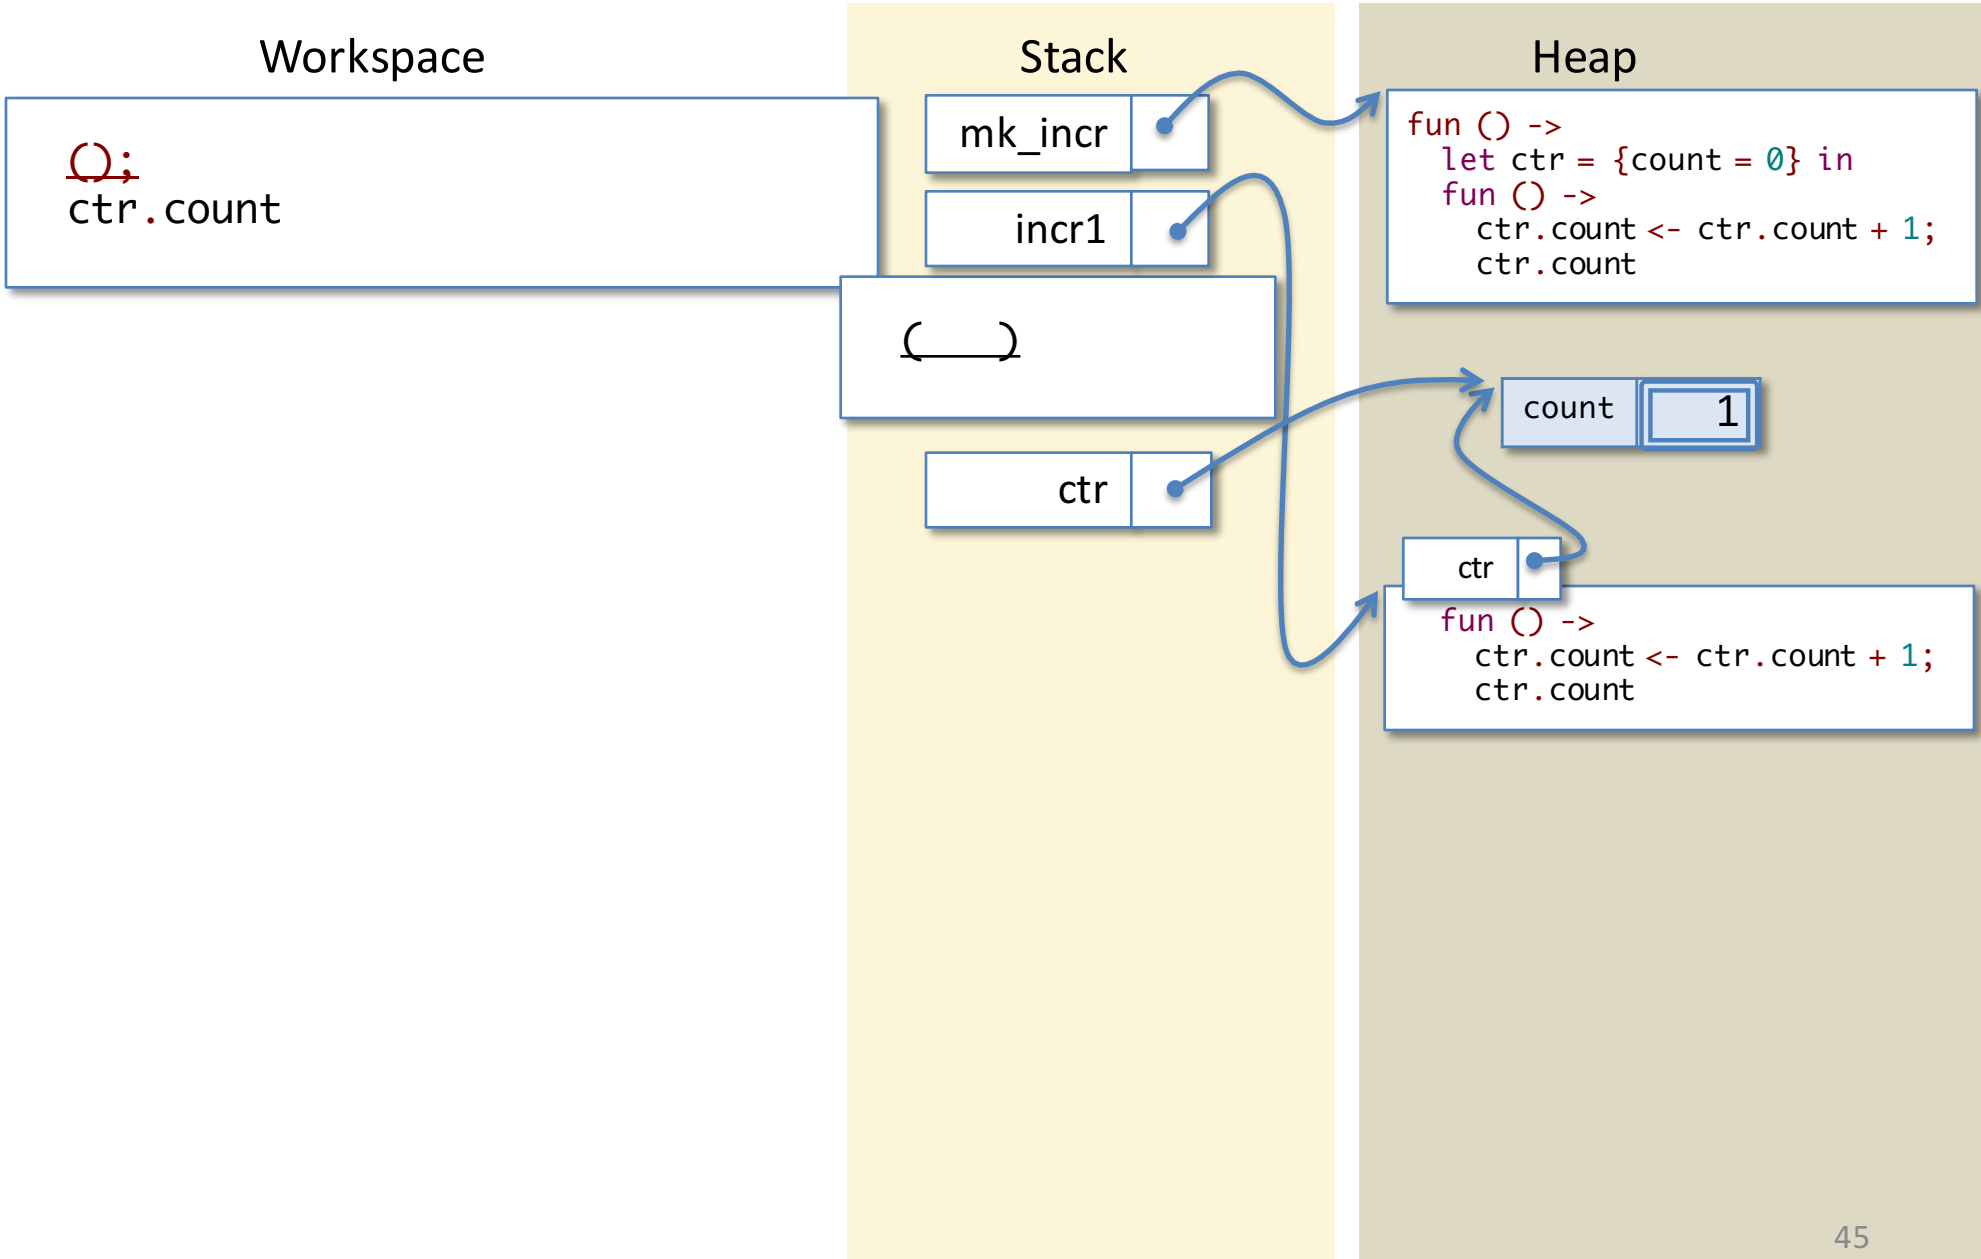 Workspace
();
ctr.count
Stack
mk_incr
incr1
(    )
ctr
Heap
fun () ->
let ctr = {count = 0} in
fun () ->
ctr.count <- ctr.count + 1;
ctr.count
count 1
ctr
fun () ->
ctr.count <- ctr.count + 1;
ctr.count
45